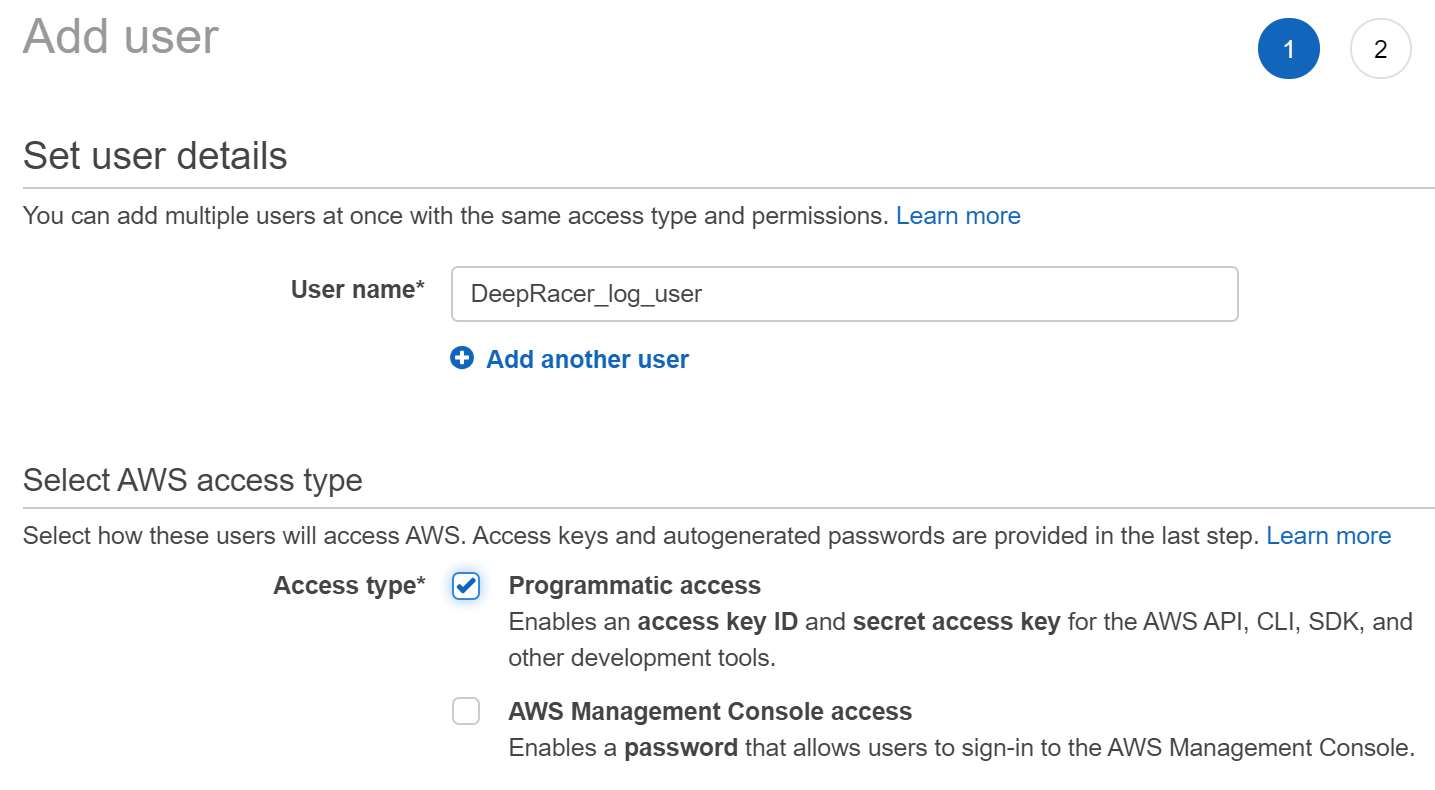 Add user
1
2
Set user details
You can add multiple users at once with the same access type and permissions. Learn more
User name*
DeepRacer_log_user
Add another user
Select AWS access type
Select how these users will access AWS. Access keys and autogenerated passwords are provided in the last step. Learn more
Access type*
Programmatic access
Enables an access key ID and secret access key for the AWS API, CLI, SDK, and
other development tools.
AWS Management Console access
Enables a password that allows users to sign-in to the AWS Management Console.